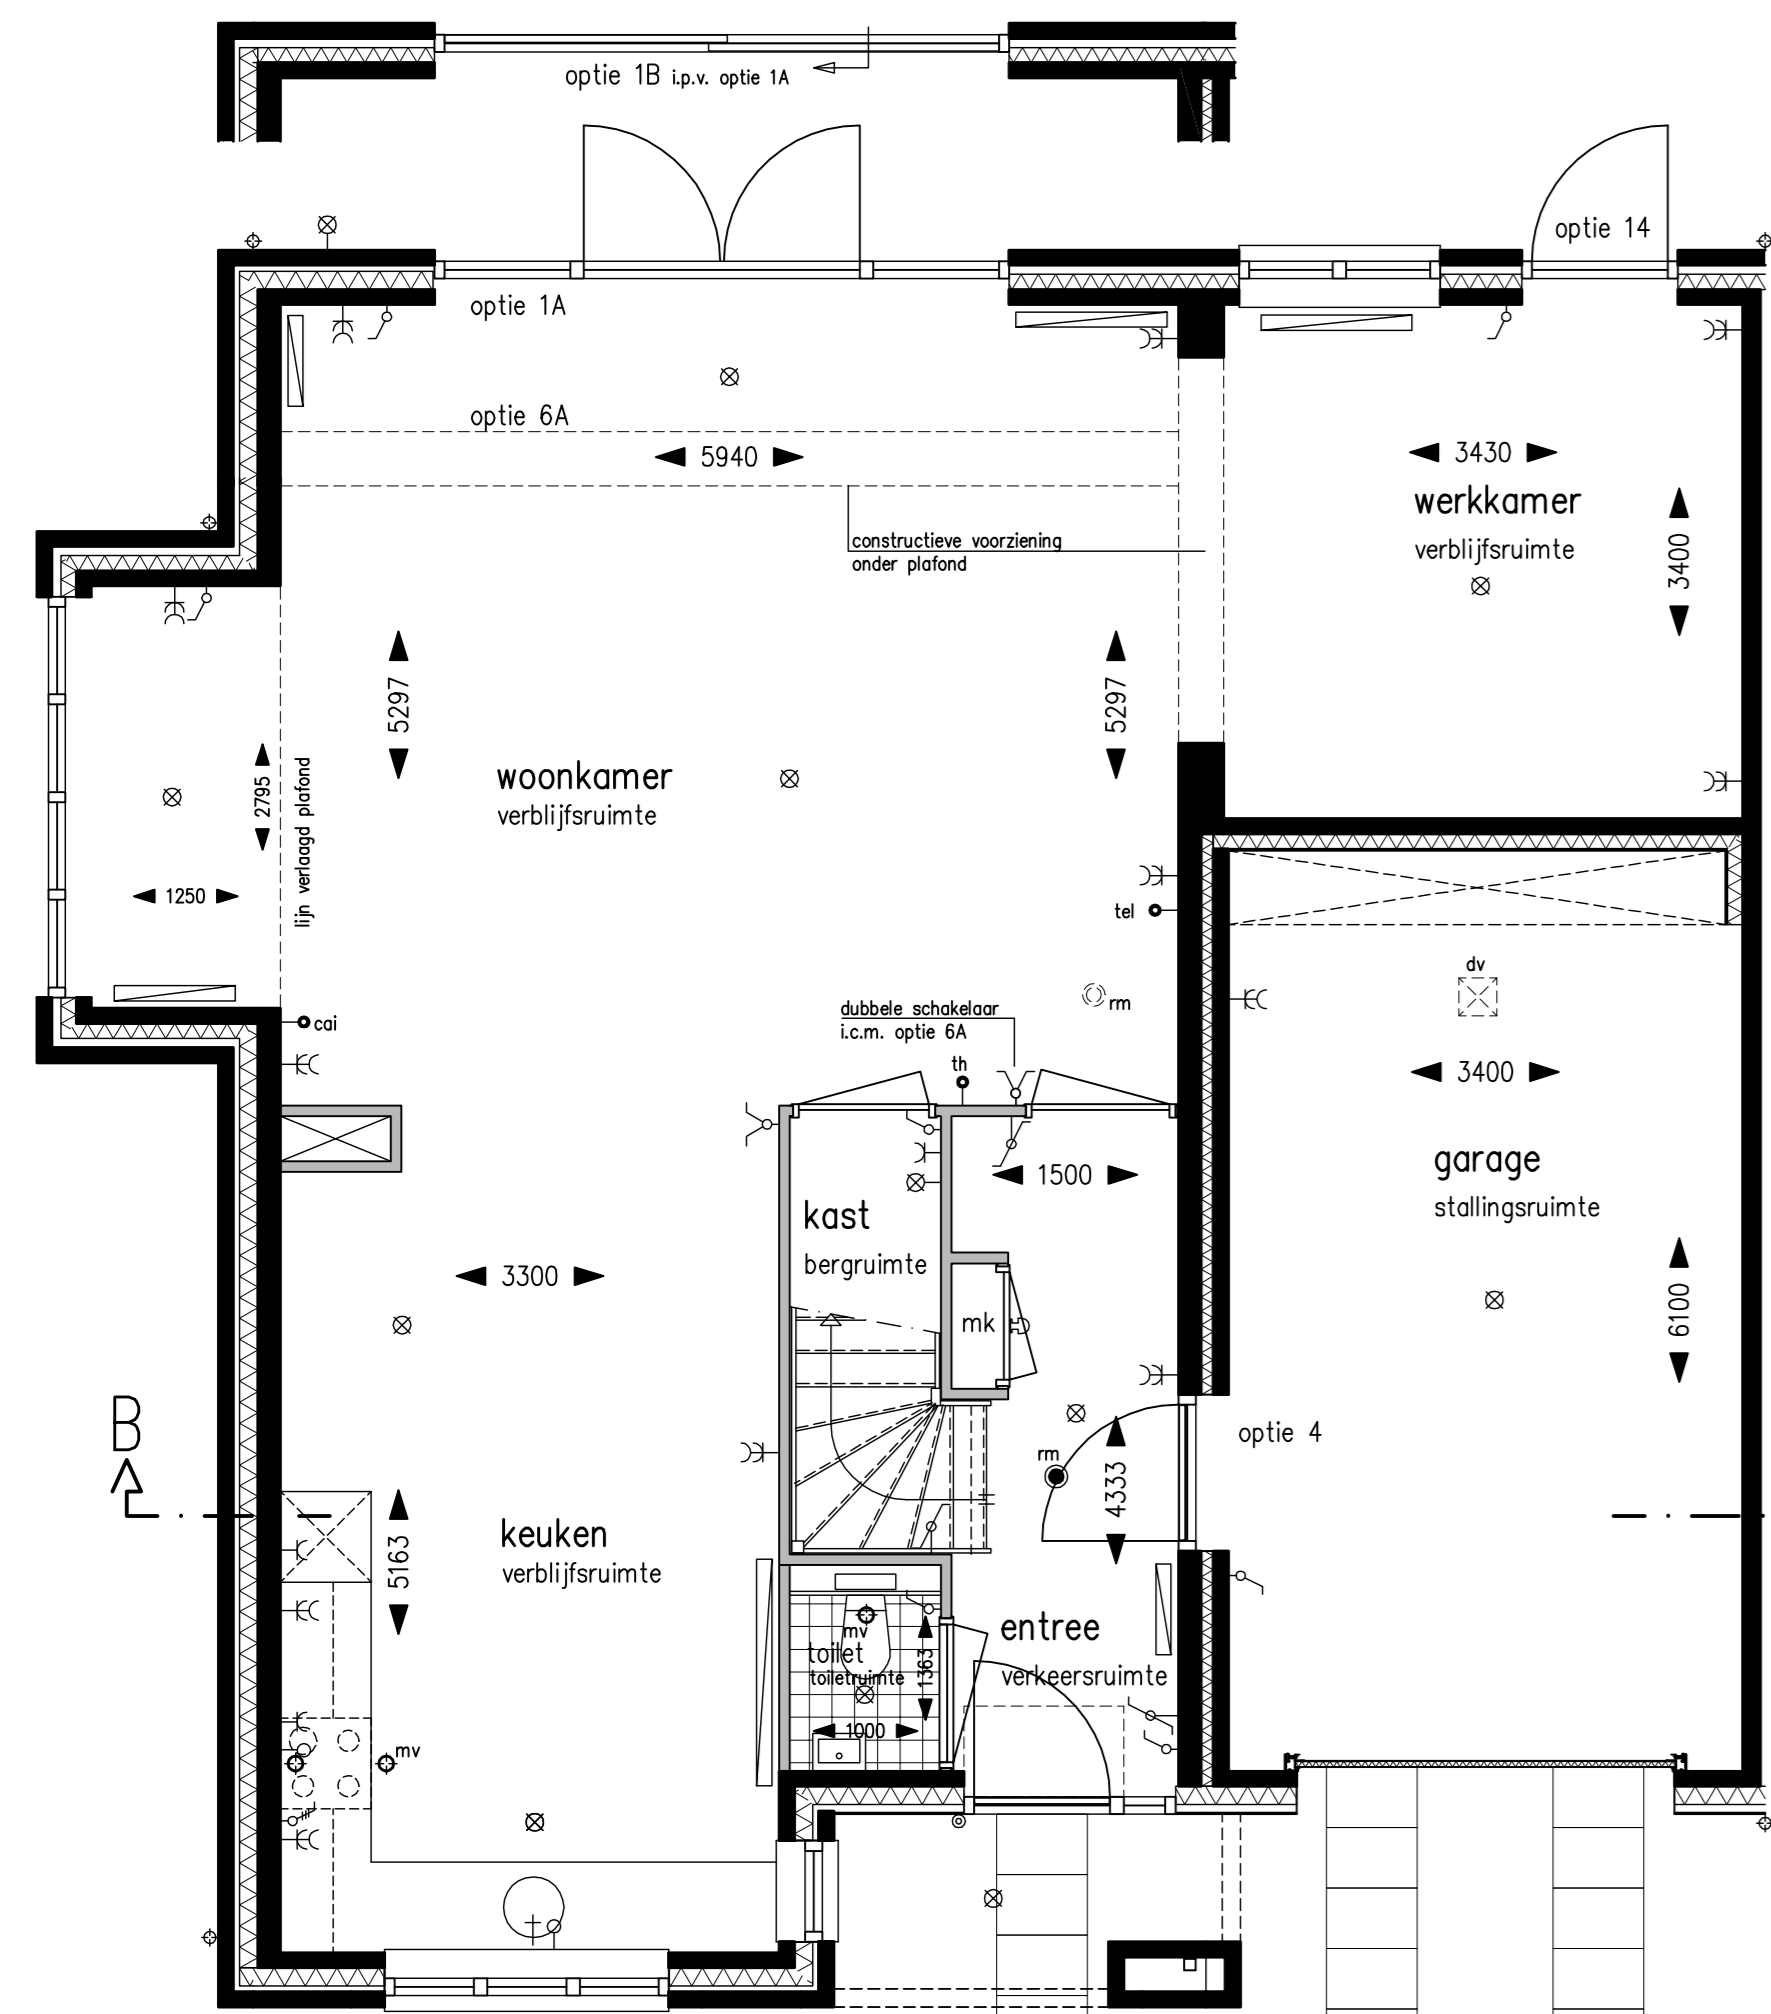 optie 1B i.p.v. optie 1A
optie 14
optie 1A
optie 6A
5940
3430
werkkamer
verblijfsruimte
3400
constructieve voorziening
onder plafond
5297
5297
2795
lijn verlaagd plafond
woonkamer
verblijfsruimte
1250
tel
dv
rm
cai
dubbele schakelaar
i.c.m. optie 6A
th
3400
garage
stallingsruimte
1500
kast
bergruimte
3300
mk
6100
B
optie 4
rm
4333
keuken
verblijfsruimte
5163
mv
toilet
toiletruimte
1363
1000
entree
verkeersruimte
mv